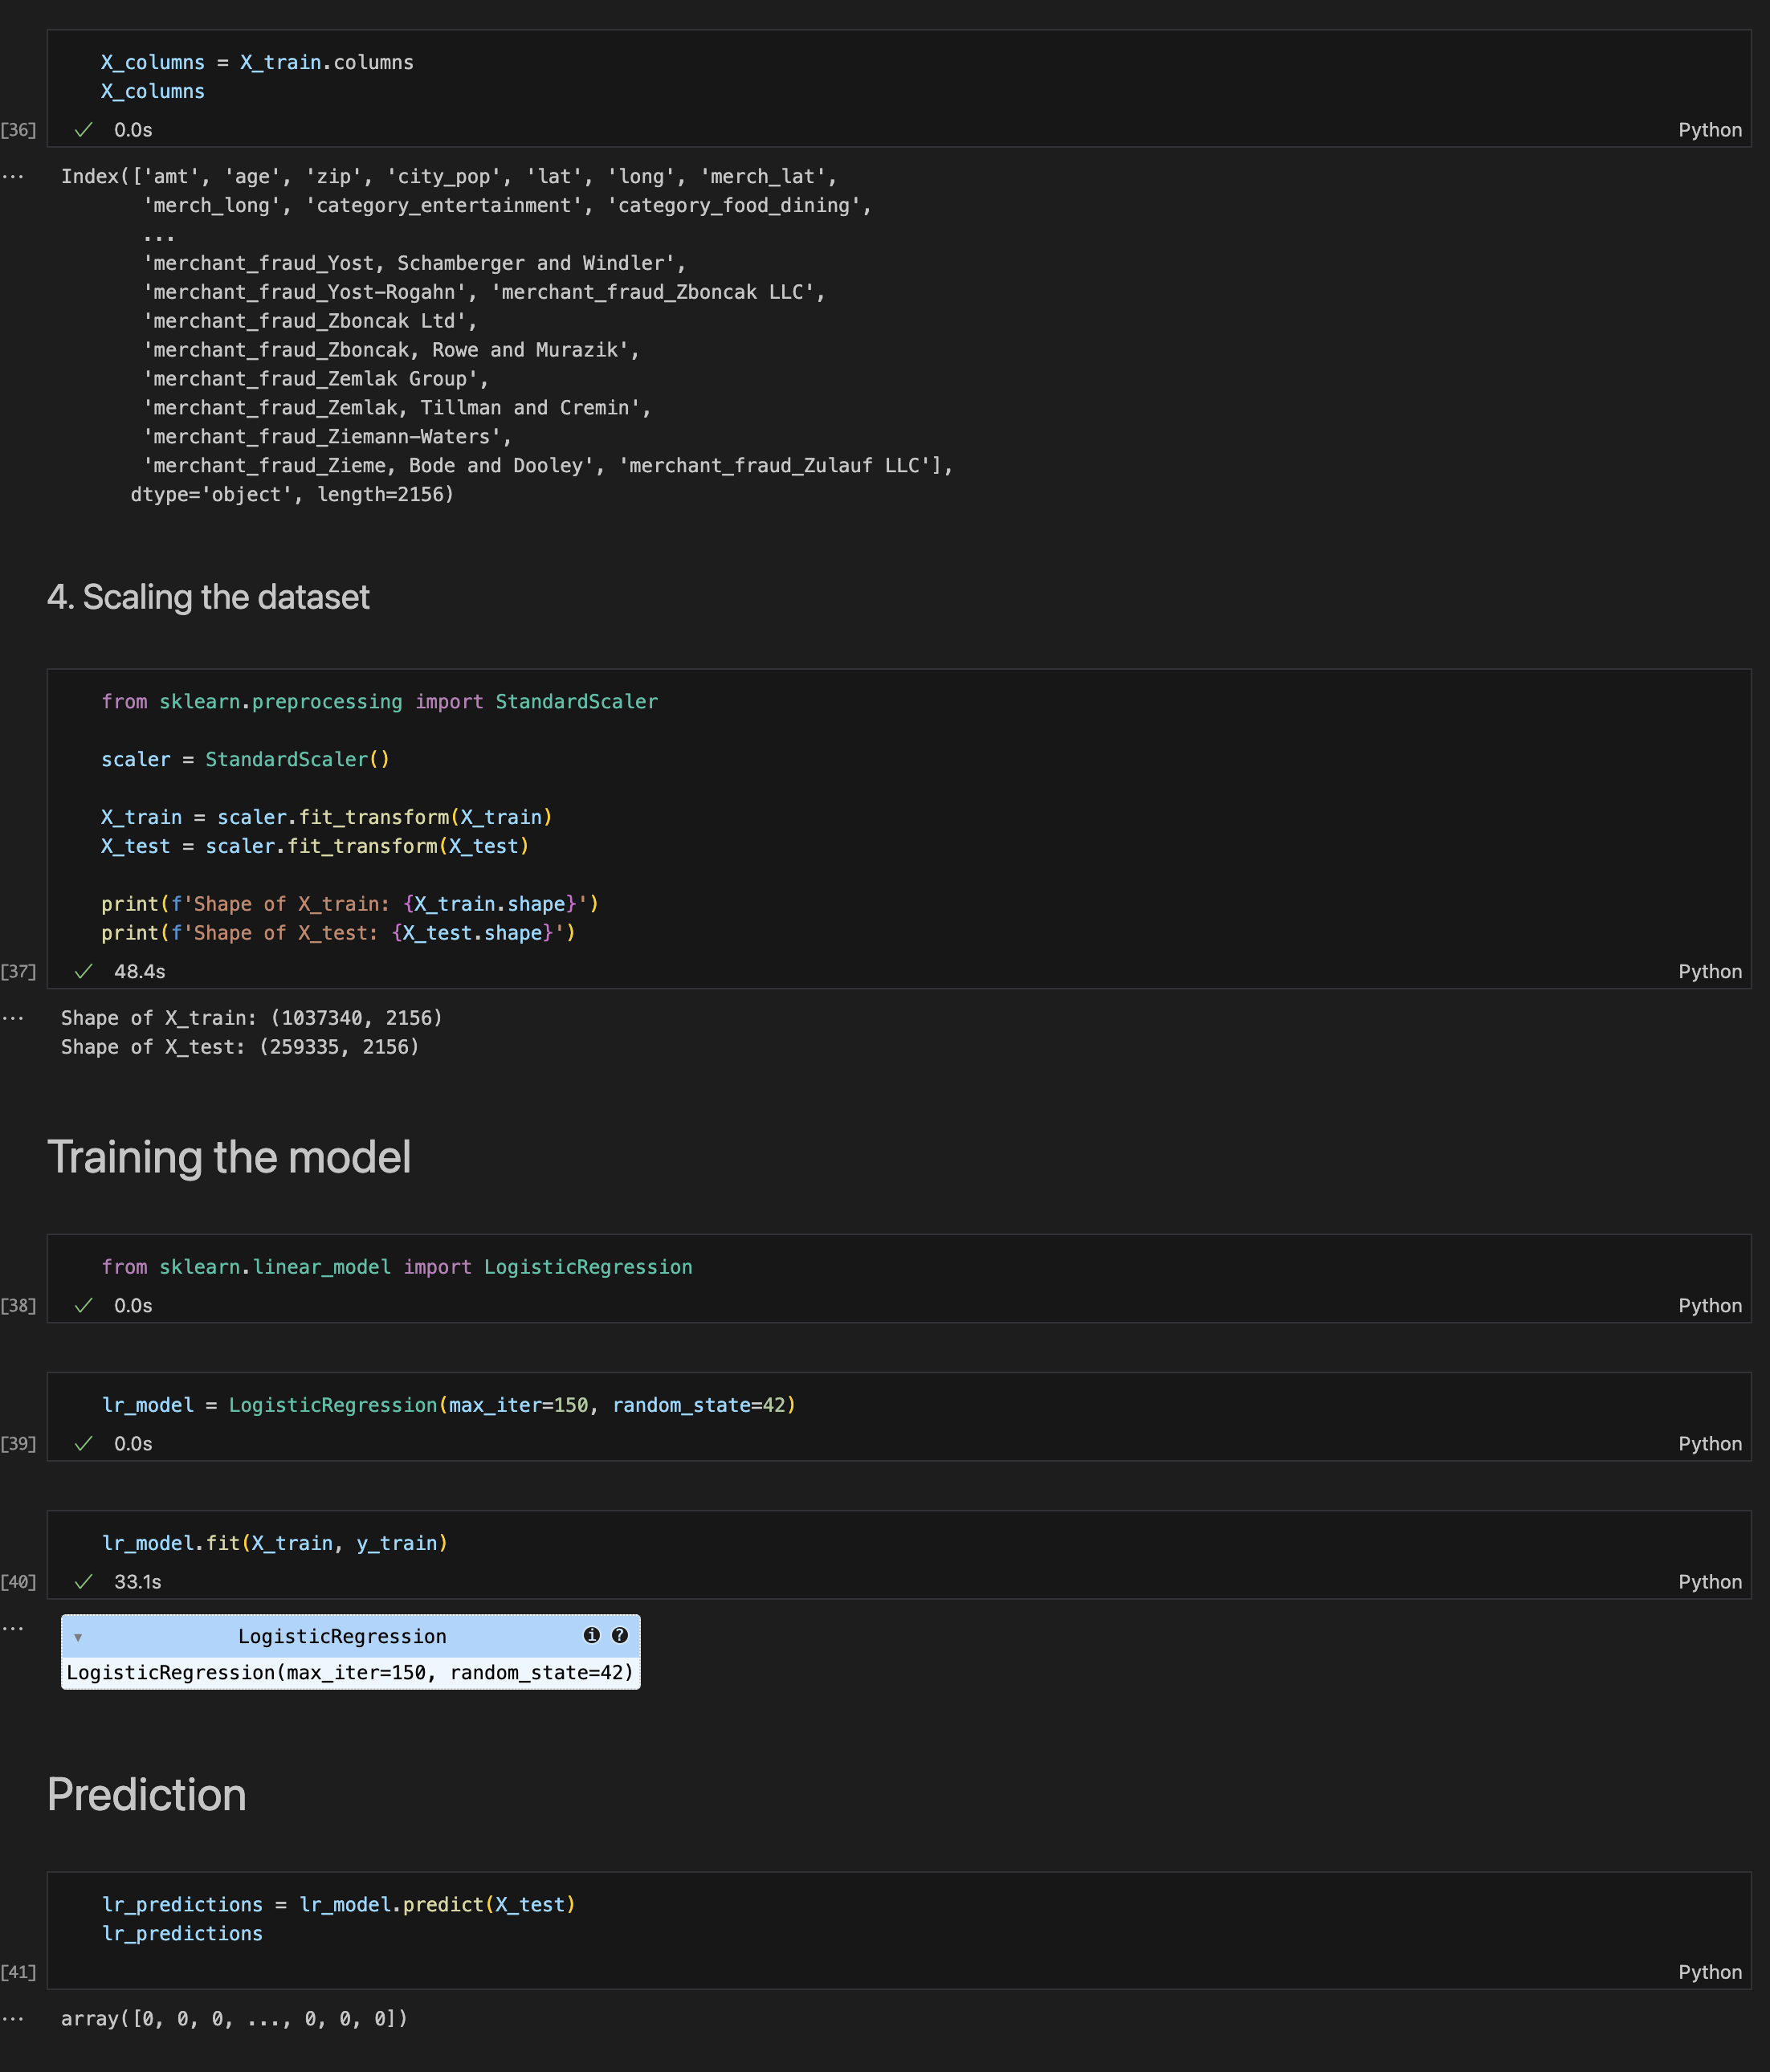 X_columns = X_train.columns
X_columns
[36]
0.0s
Python
...
Index(['amt', 'age', 'zip', 'city_pop', 'lat', 'long', 'merch_lat',
'merch_long', 'category_entertainment', 'category_food_dining',
...
'merchant_fraud_Yost, Schamberger and Windler',
'merchant_fraud_Yost-Rogahn', 'merchant_fraud_Zboncak LLC',
'merchant_fraud_Zboncak Ltd',
'merchant_fraud_Zboncak, Rowe and Murazik',
'merchant_fraud_Zemlak Group',
'merchant_fraud_Zemlak, Tillman and Cremin',
'merchant_fraud_Ziemann-Waters',
'merchant_fraud_Zieme, Bode and Dooley', 'merchant_fraud_Zulauf LLC'],
dtype='object', length=2156)
4. Scaling the dataset
from sklearn.preprocessing import StandardScaler
scaler = StandardScaler()
X_train = scaler.fit_transform(X_train)
X_test = scaler.fit_transform(X_test)
print(f'Shape of X_train: {X_train.shape}')
print(f'Shape of X_test: {X_test.shape}')
[37]
48.4s
Python
...
Shape of X_train: (1037340, 2156)
Shape of X_test: (259335, 2156)
Training the model
from sklearn.linear_model import LogisticRegression
[38]
0.0s
Python
lr_model = LogisticRegression(max_iter=150, random_state=42)
[39]
0.0s
Python
lr_model.fit(X_train, y_train)
[40]
33.1s
Python
...
LogisticRegression
i ?
LogisticRegression(max_iter=150, random_state=42)
Prediction
lr_predictions = lr_model.predict(X_test)
lr_predictions
[41]
Python
...
array([0, 0, 0, ..., 0, 0, 0])